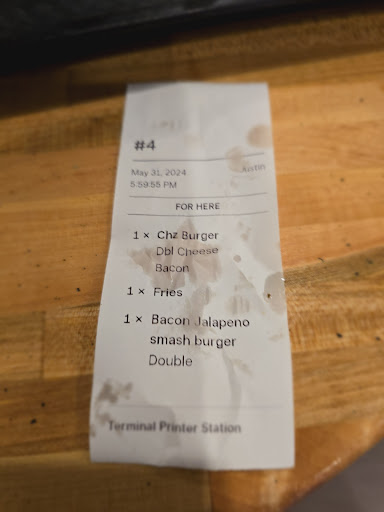 #4
May 31, 2024 Justin
5:59:55 PM
FOR HERE
1 × Chz Burger
Dbl Cheese
Bacon
1 × Fries
1 × Bacon Jalapeno
smash burger
Double
Terminal Printer Station